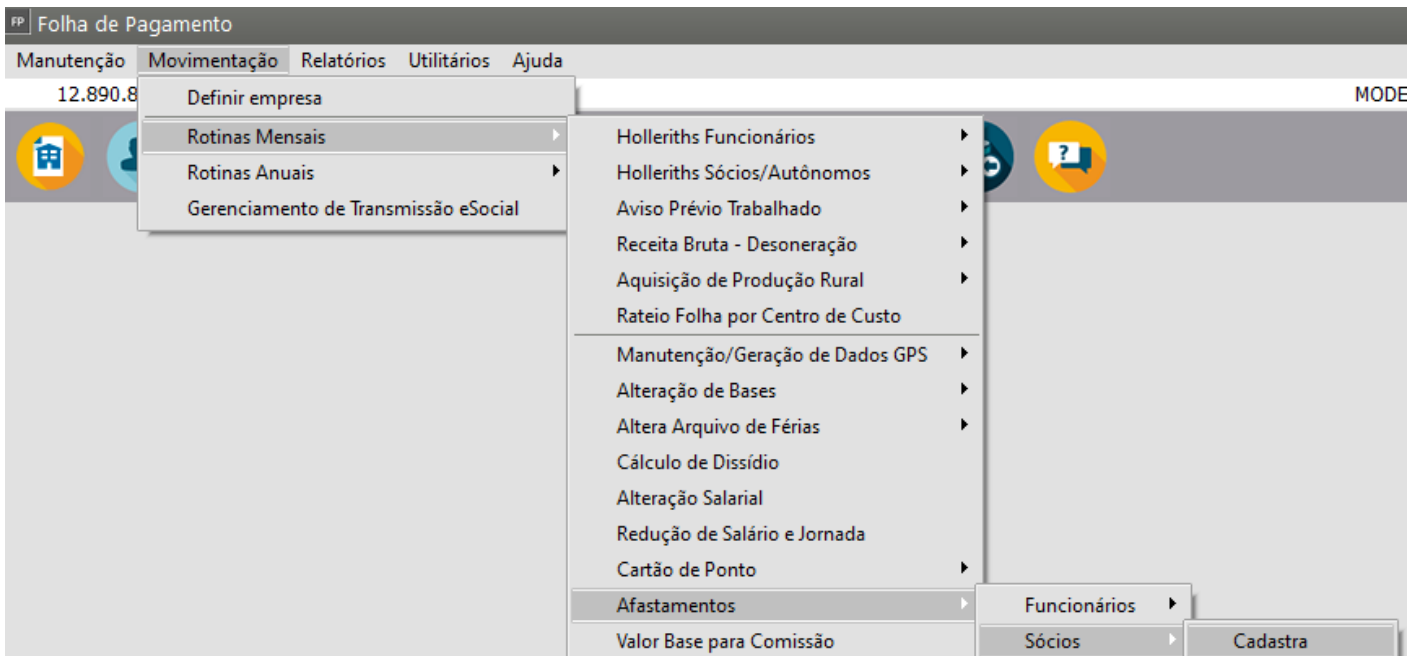 FP Folha de Pagamento
Manutenção Movimentação Relatórios Utilitários Ajuda
12.890.8 MODE
Definir empresa
Rotinas Mensais
Rotinas Anuais
Gerenciamento de Transmissão eSocial
Holleriths Funcionários
Holleriths Sócios/Autônomos
Aviso Prévio Trabalhado
Receita Bruta - Desoneração
Aquisição de Produção Rural
Rateio Folha por Centro de Custo
Manutenção/Geração de Dados GPS
Alteração de Bases
Altera Arquivo de Férias
Cálculo de Dissídio
Alteração Salarial
Redução de Salário e Jornada
Cartão de Ponto
Afastamentos
Valor Base para Comissão
Funcionários
Sócios
Cadastra
?